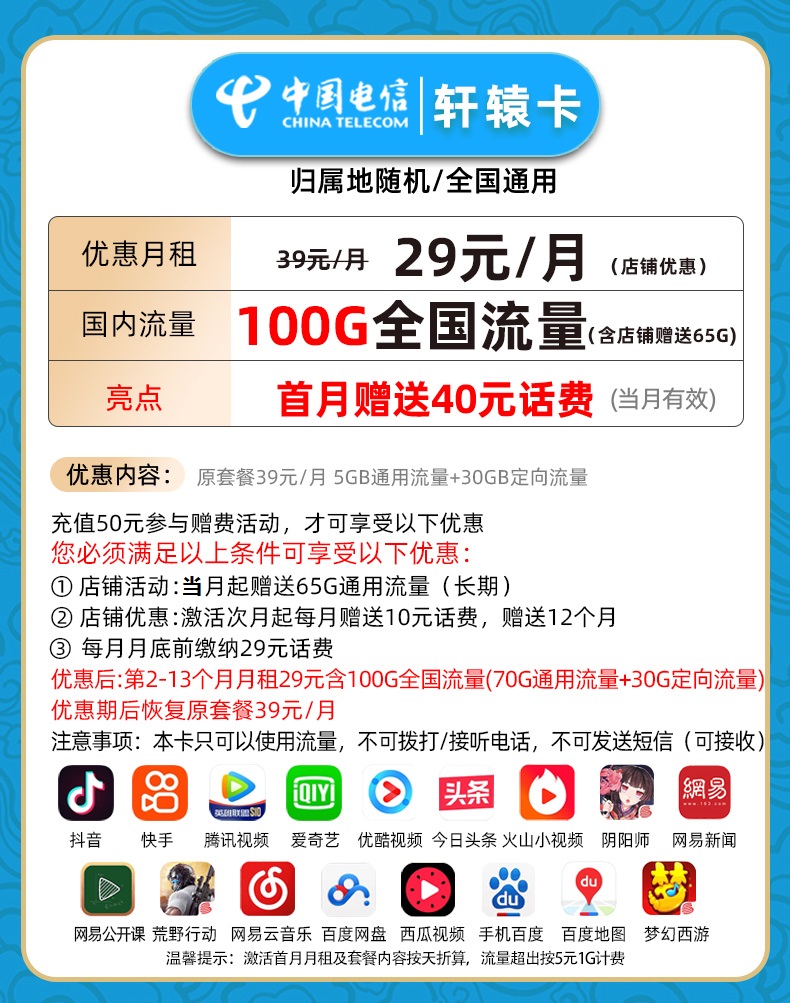 中国电信 CHINA TELECOM 轩辕卡
归属地随机/全国通用
优惠月租 39元/月 29元/月 (店铺优惠)
国内流量 100G全国流量(含店铺赠送65G)
亮点 首月赠送40元话费 (当月有效)
优惠内容: 原套餐39元/月 5GB通用流量+30GB定向流量
充值50元参与赠费活动，才可享受以下优惠
您必须满足以上条件可享受以下优惠：
① 店铺活动:当月起赠送65G通用流量（长期）
② 店铺优惠:激活次月起每月赠送10元话费，赠送12个月
③ 每月月底前缴纳29元话费
优惠后:第2-13个月月租29元含100G全国流量(70G通用流量+30G定向流量)
优惠期后恢复原套餐39元/月
注意事项：本卡只可以使用流量，不可拨打/接听电话，不可发送短信（可接收）
英雄联盟S10 iQIYI 头条 網易 www.163.com
抖音 快手 腾讯视频 爱奇艺 优酷视频 今日头条 火山小视频 阴阳师 网易新闻
du du 梦幻
网易公开课 荒野行动 网易云音乐 百度网盘 西瓜视频 手机百度 百度地图 梦幻西游
温馨提示：激活首月月租及套餐内容按天折算，流量超出按5元1G计费